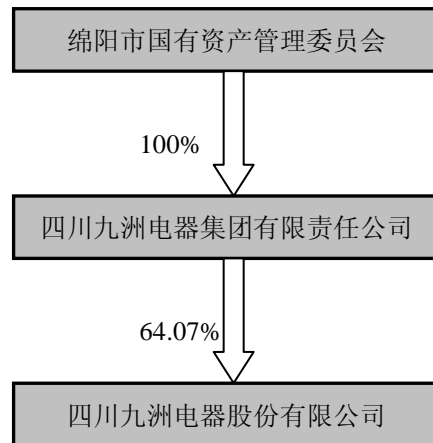 绵阳市国有资产管理委员会
100%
四川九洲电器集团有限责任公司
64.07%
四川九洲电器股份有限公司